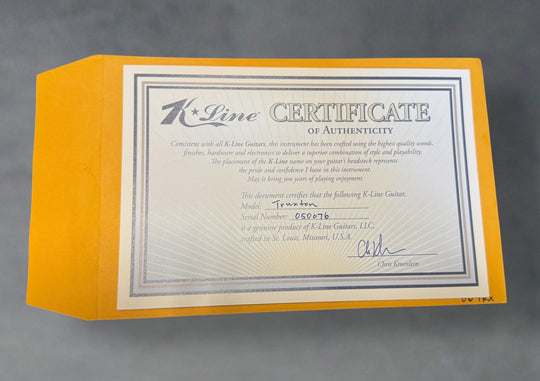 K★Line
CERTIFICATE
OF AUTHENTICITY
Consistent with all K-Line Guitars, this instrument has been crafted using the highest quality woods,
finishes, hardware and electronics to deliver a superior combination of style and playability.
The placement of the K-Line name on your guitar's headstock represents
the pride and confidence I have in this instrument.
May it bring you years of playing enjoyment.
This document certifies that the following K-Line Guitar,
Model: Truxton
Serial Number: 050076
is a genuine product of K-Line Guitars, LLC.
crafted in St. Louis, Missouri, U.S.A.
Chris Kroenlein